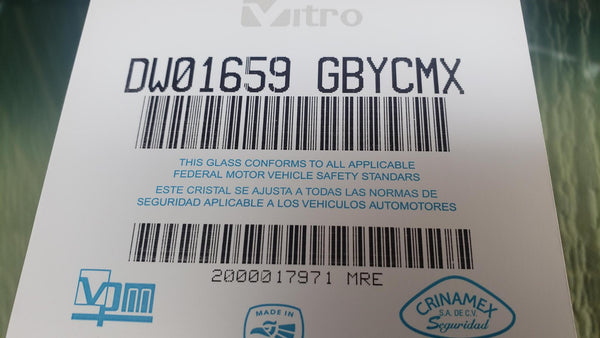 Vitro
DW01659 GBYCMX
THIS GLASS CONFORMS TO ALL APPLICABLE
FEDERAL MOTOR VEHICLE SAFETY STANDARS
ESTE CRISTAL SE AJUSTA A TODAS LAS NORMAS DE
SEGURIDAD APLICABLE A LOS VEHICULOS AUTOMOTORES
2000017971 MRE
vpm
MADE IN
CRINAMEX
S.A. DE C.V.
Seguridad